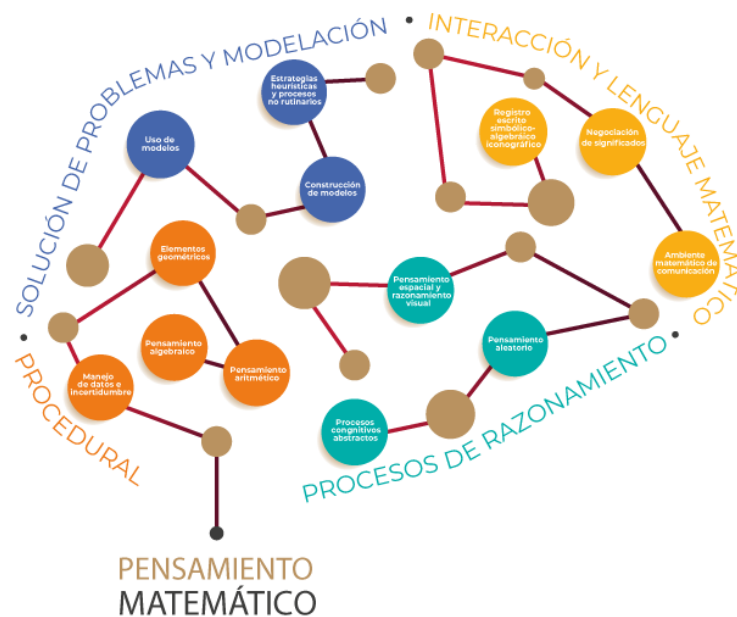 SOLUCIÓN DE PROBLEMAS Y MODELACIÓN
Estrategias
heurísticas
y procesos
no rutinarios
Uso de
modelos
Construcción
de modelos
INTERACCIÓN Y LENGUAJE MATEMÁTICO
Registro
escrito
simbólico-
algebráico
iconográfico
Negociación
de significados
Ambiente
matemático de
comunicación
PROCEDURAL
Elementos
geométricos
Pensamiento
algebraico
Pensamiento
aritmético
Manejo
de datos e
incertidumbre
PROCESOS DE RAZONAMIENTO
Pensamiento
espacial y
razonamiento
visual
Pensamiento
aleatorio
Procesos
congnitivos
abstractos
PENSAMIENTO
MATEMÁTICO